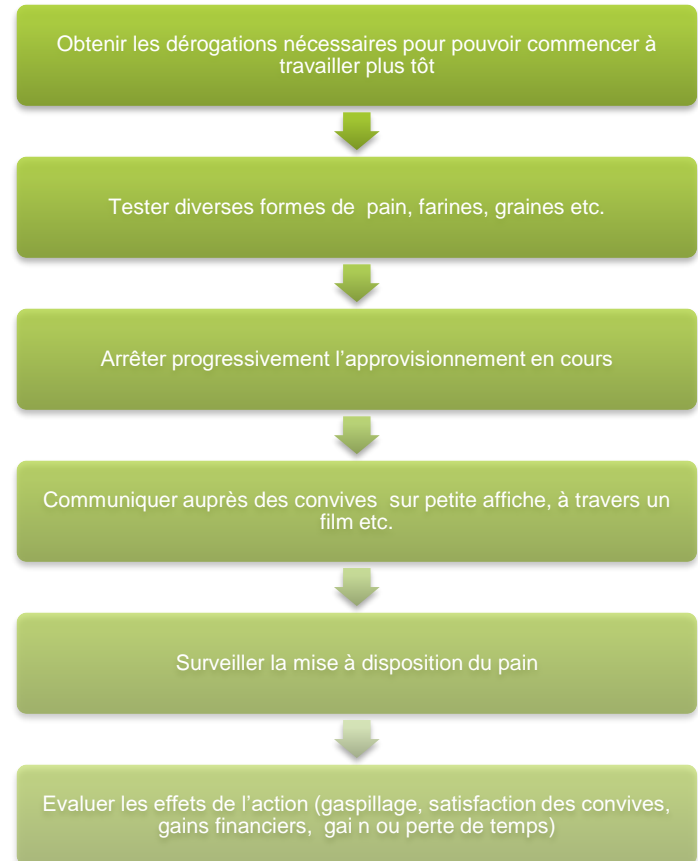 Obtenir les dérogations nécessaires pour pouvoir commencer à
travailler plus tôt
Tester diverses formes de  pain, farines, graines etc.
Arrêter progressivement l’approvisionnement en cours
Communiquer auprès des convives  sur petite affiche, à travers un
film etc.
Surveiller la mise à disposition du pain
Evaluer les effets de l’action (gaspillage, satisfaction des convives,
gains financiers,  gai n ou perte de temps)